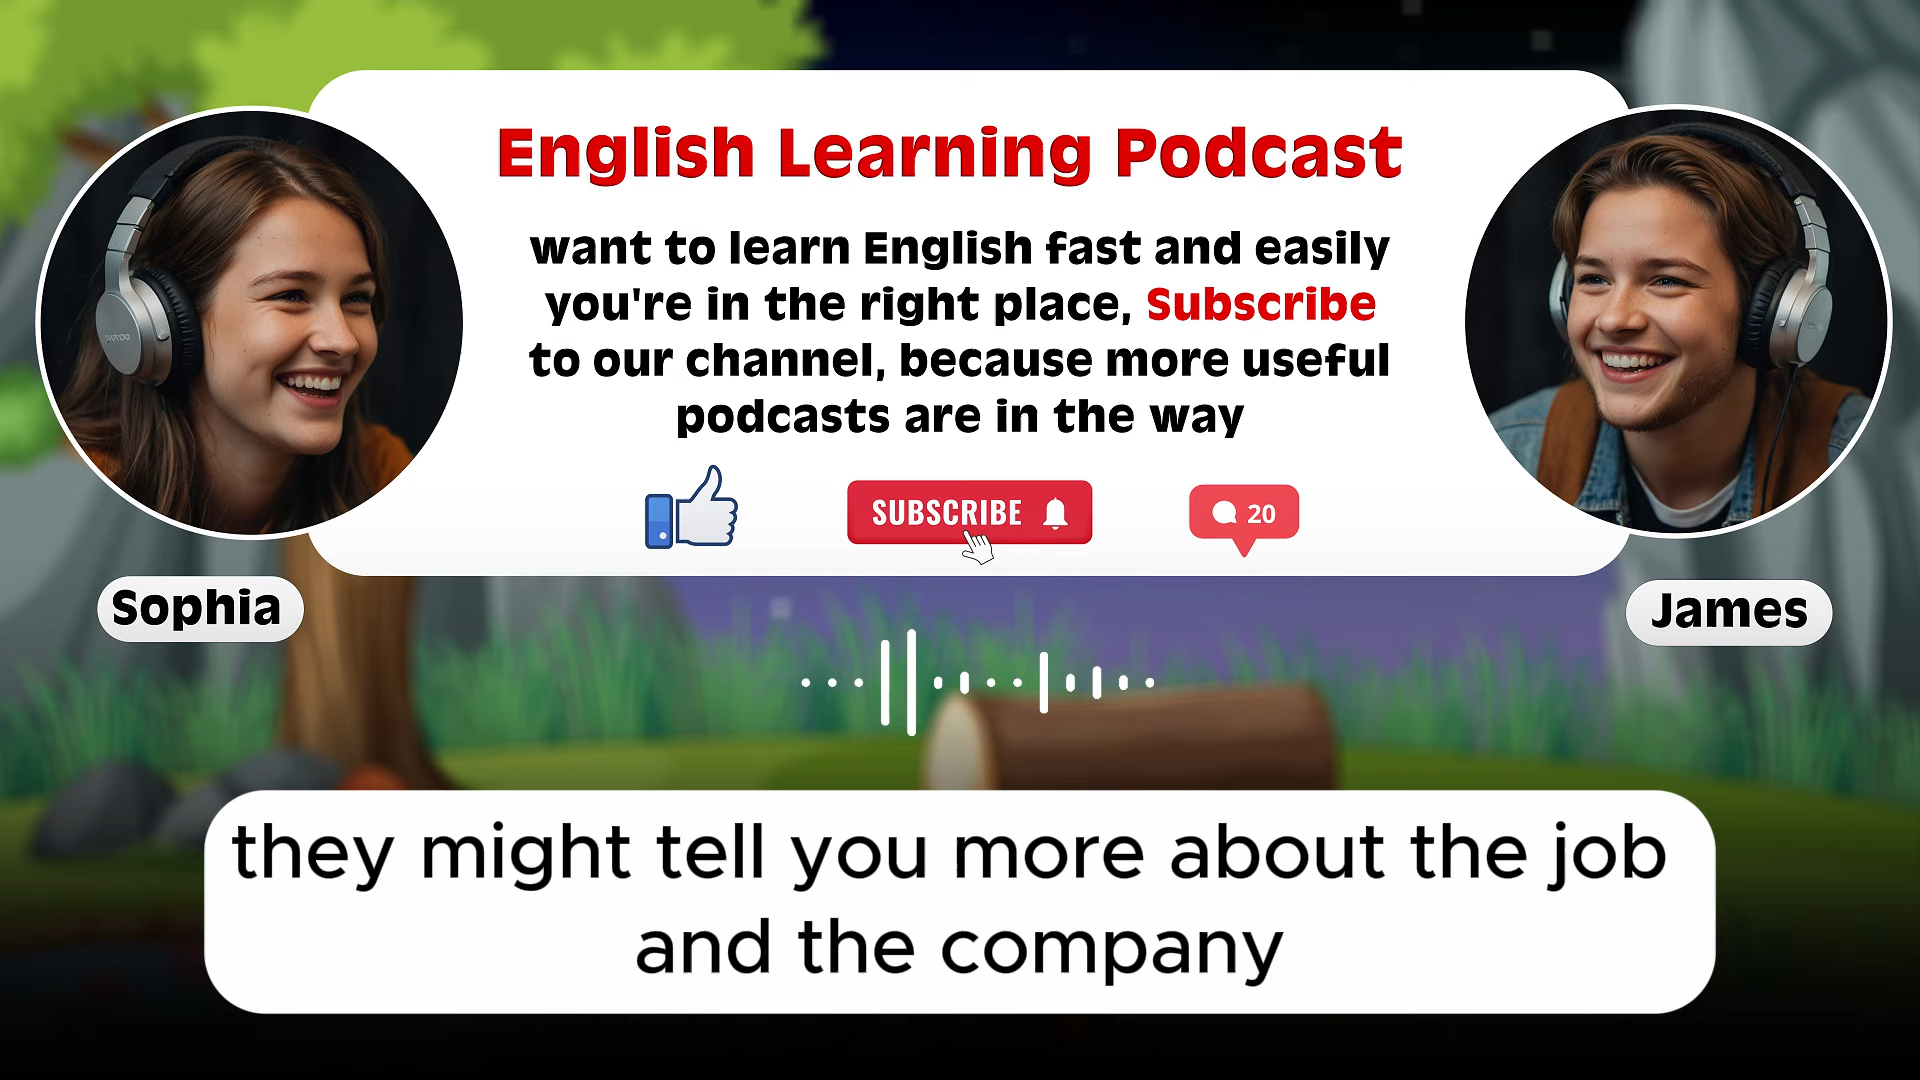 English Learning Podcast
want to learn English fast and easily
you're in the right place, Subscribe
to our channel, because more useful
podcasts are in the way
SUBSCRIBE
20
Sophia
James
they might tell you more about the job
and the company